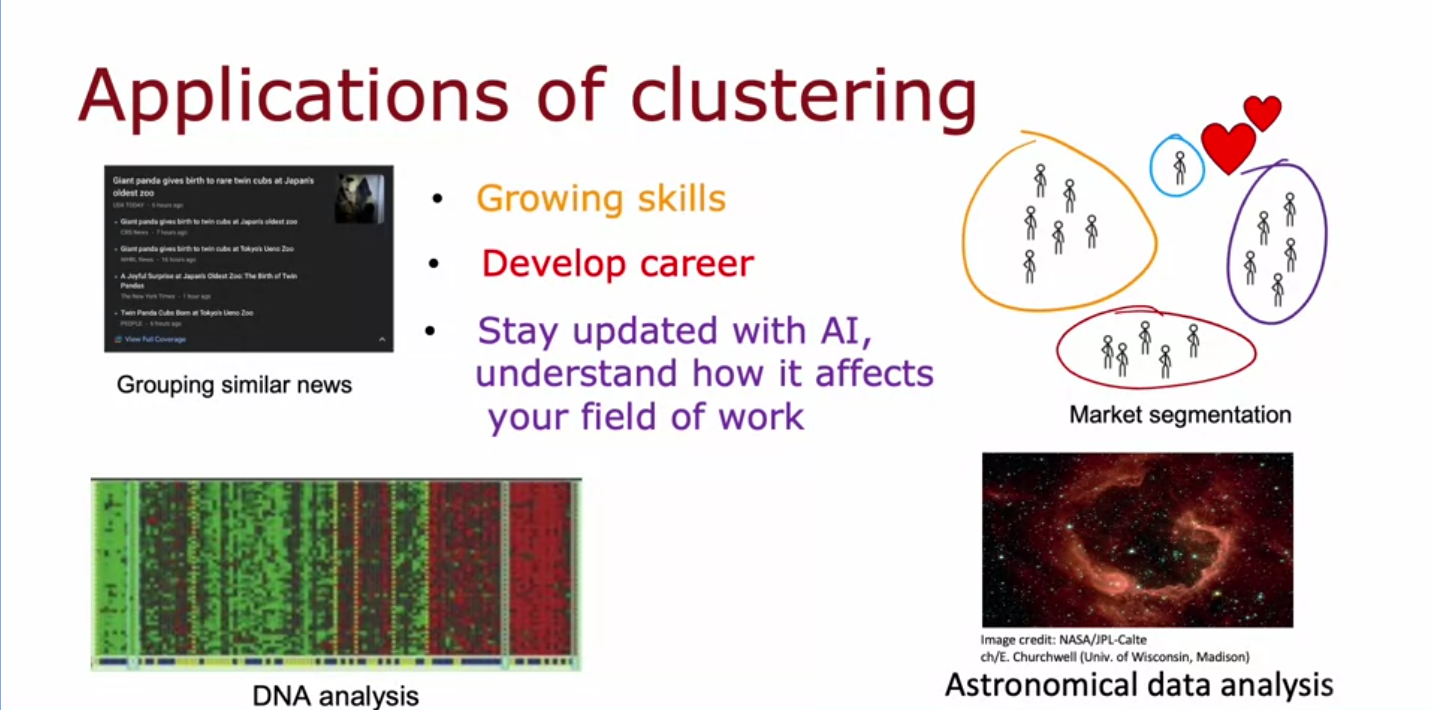 Applications of clustering
Giant panda gives birth to rare twin cubs at Japan's
oldest zoo
USA TODAY · 6 hours ago
• Giant panda gives birth to twin cubs at Japan's oldest zoo
CBS News · 7 hours ago
• Giant panda gives birth to twin cubs at Tokyo's Ueno Zoo
WHBL News · 16 hours ago
• A Joyful Surprise at Japan's Oldest Zoo: The Birth of Twin
Pandas
The New York Times · 1 hour ago
• Twin Panda Cubs Born at Tokyo's Ueno Zoo
PEOPLE · 6 hours ago
View Full Coverage
Grouping similar news
• Growing skills
• Develop career
• Stay updated with AI,
understand how it affects
your field of work
Market segmentation
DNA analysis
Image credit: NASA/JPL-Calte
ch/E. Churchwell (Univ. of Wisconsin, Madison)
Astronomical data analysis